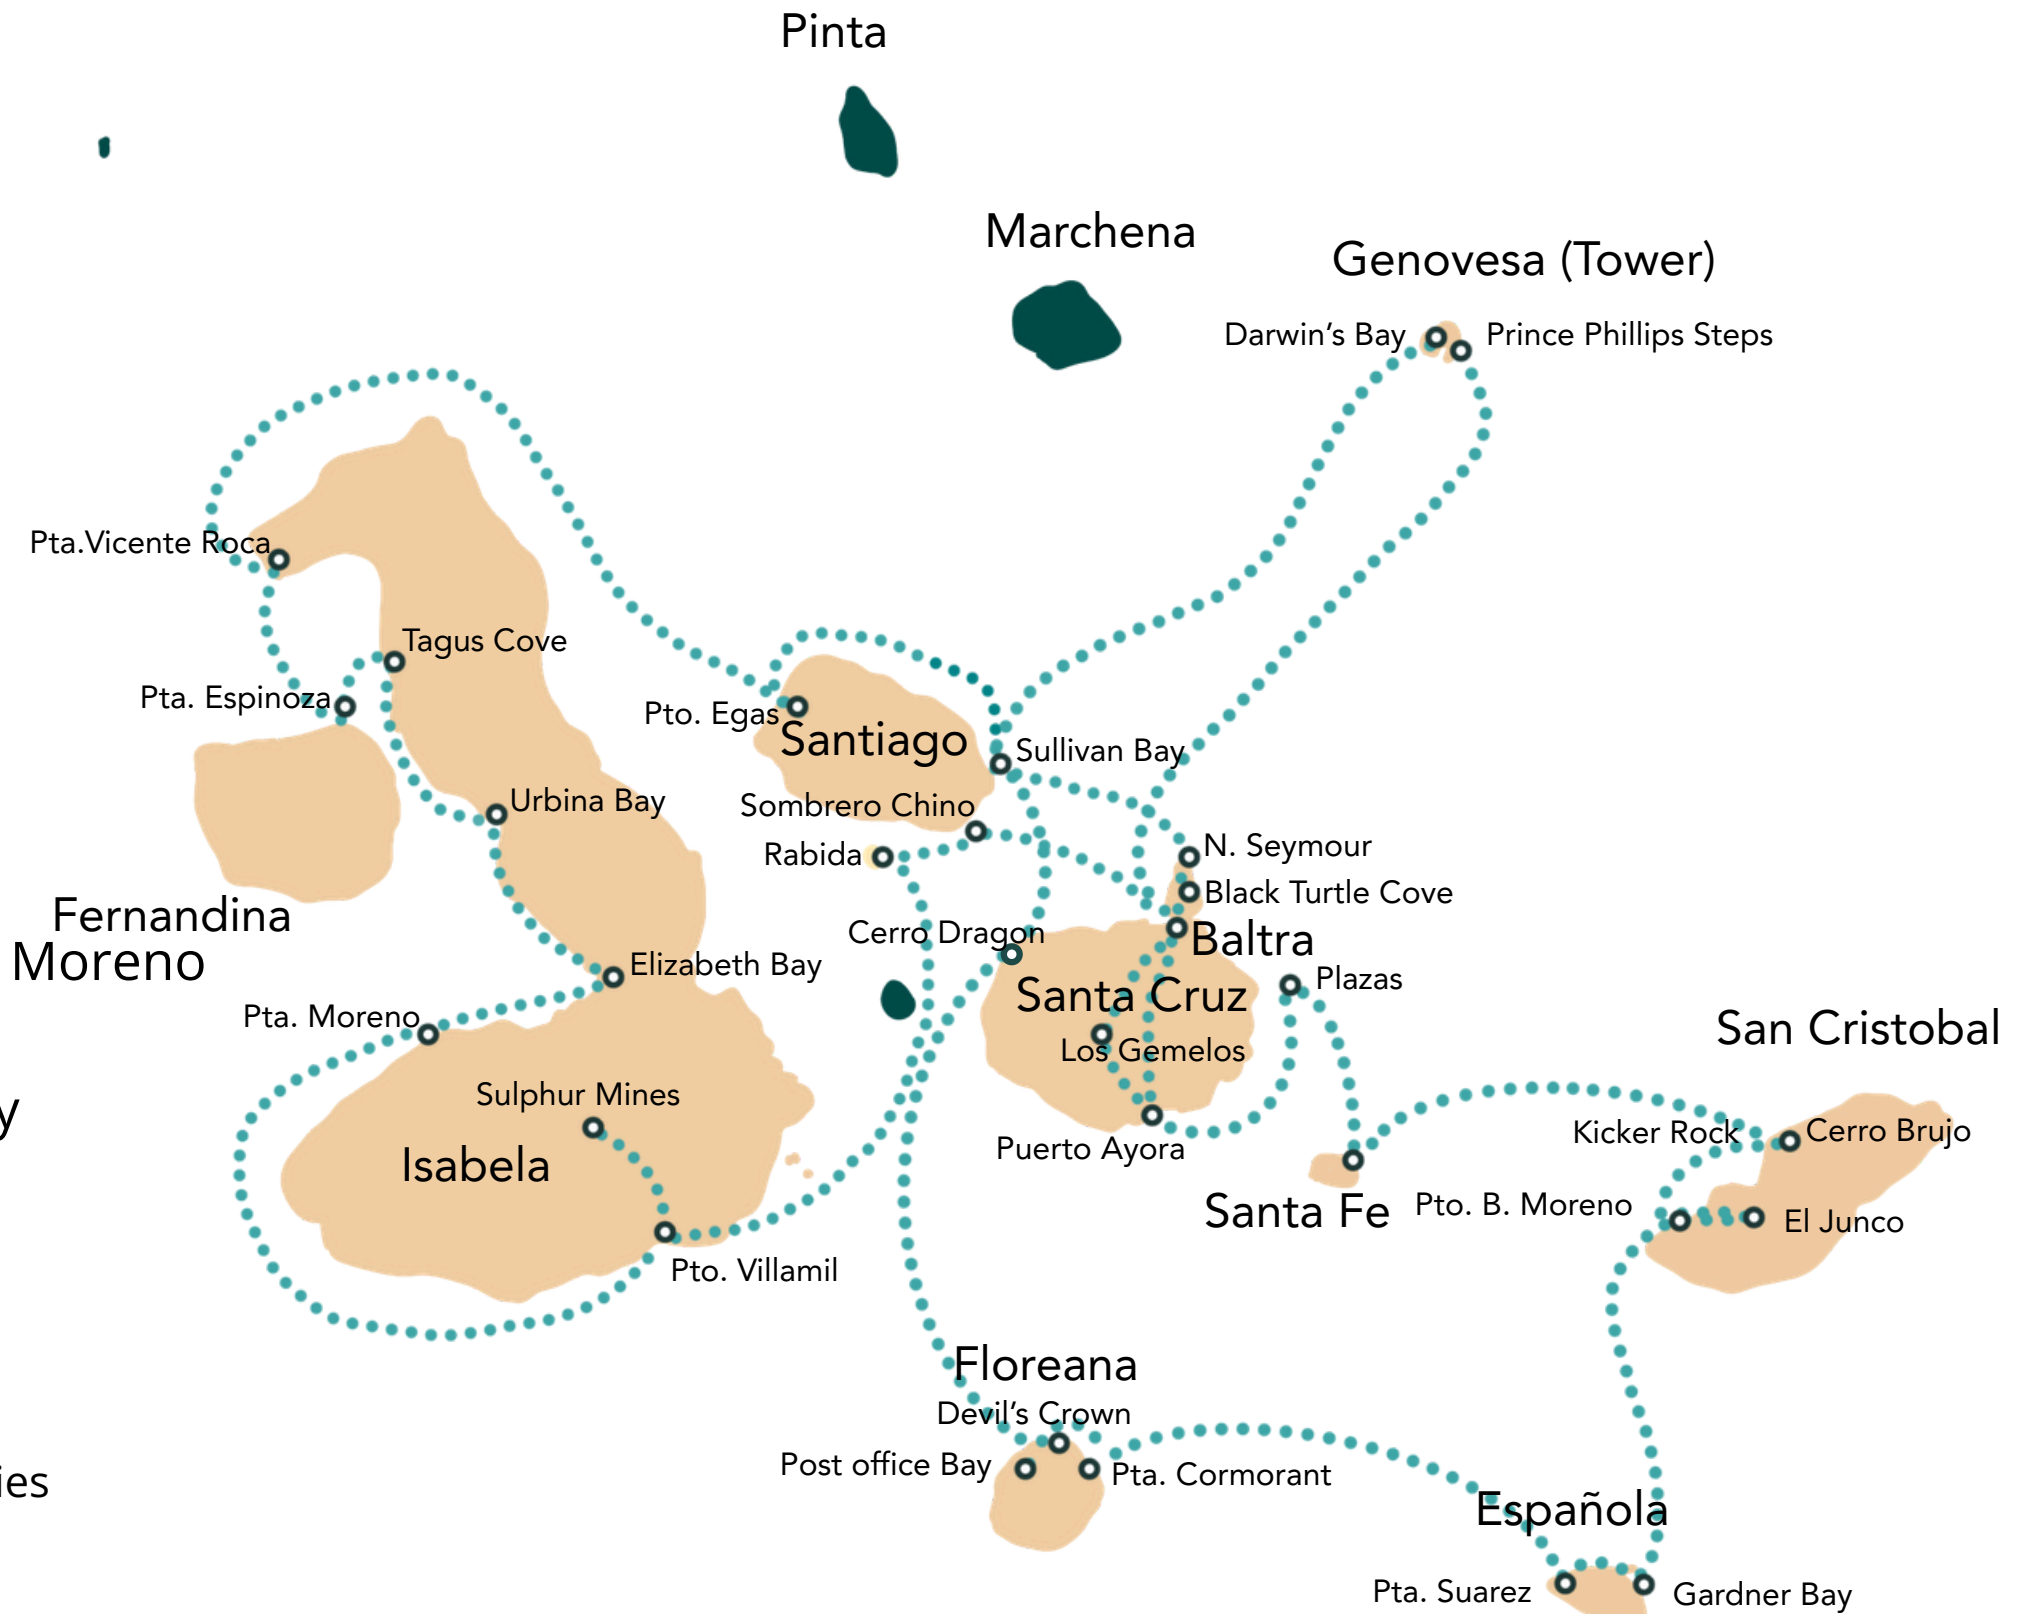 Pinta
Marchena
Genovesa (Tower)
Darwin's Bay
Prince Phillips Steps
Pta.Vicente Roca
Tagus Cove
Pta. Espinoza
Pto. Egas
Santiago
Sullivan Bay
Urbina Bay
Sombrero Chino
Rabida
N. Seymour
Black Turtle Cove
Fernandina
Cerro Dragon
Baltra
Moreno
Elizabeth Bay
Plazas
Santa Cruz
Pta. Moreno
Los Gemelos
San Cristobal
Sulphur Mines
y
Kicker Rock
Cerro Brujo
Puerto Ayora
Isabela
Santa Fe
Pto. B. Moreno
El Junco
Pto. Villamil
Floreana
Devil's Crown
Post office Bay
Pta. Cormorant
ies
Española
Pta. Suarez
Gardner Bay